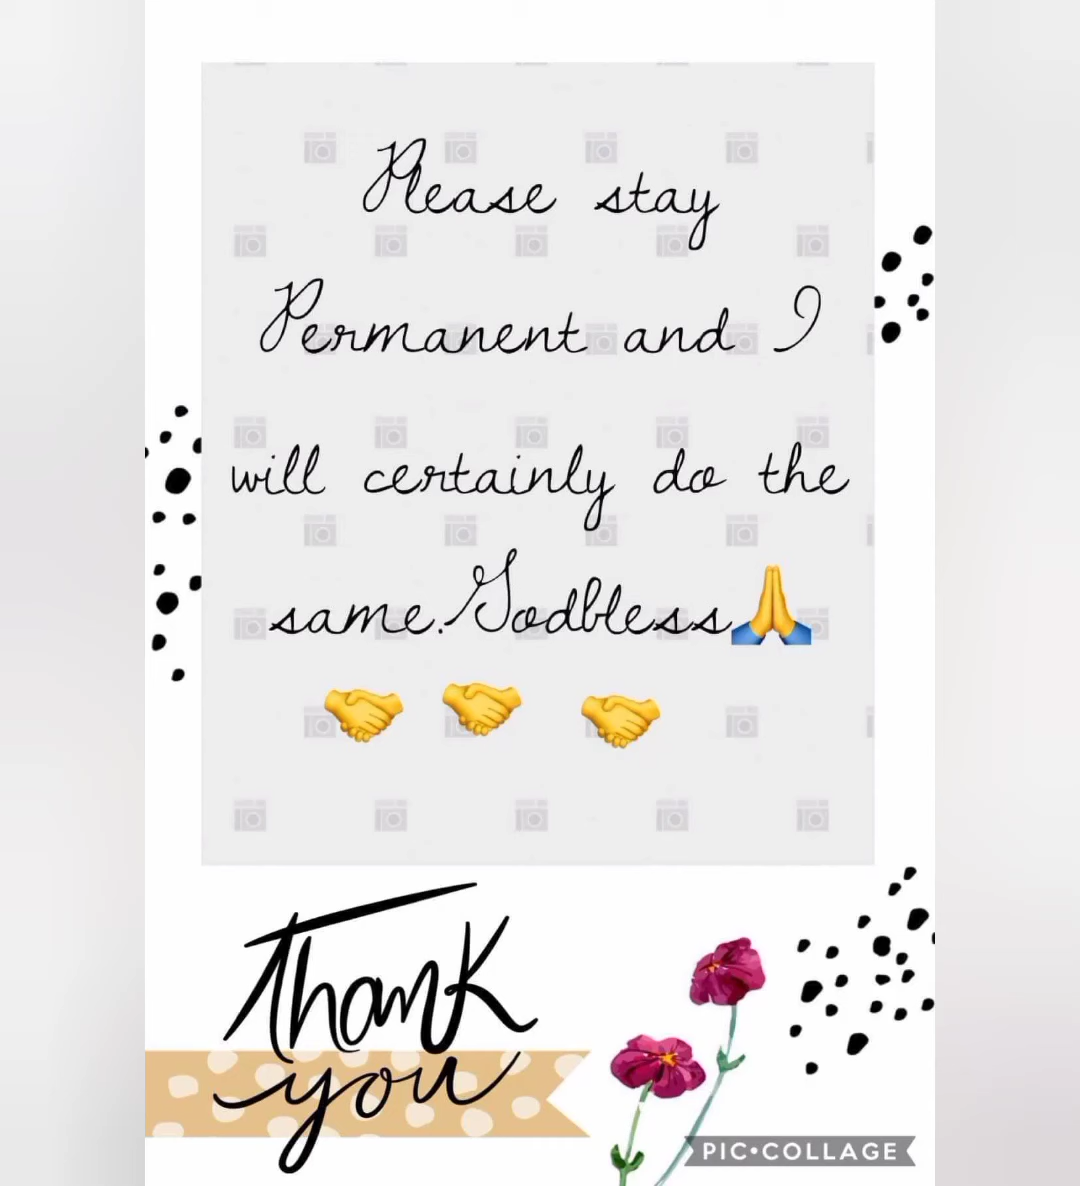 Please stay
Permanent and I
will certainly do the
same.Godbless🙏
🤝 🤝 🤝
Thank
you
PIC•COLLAGE